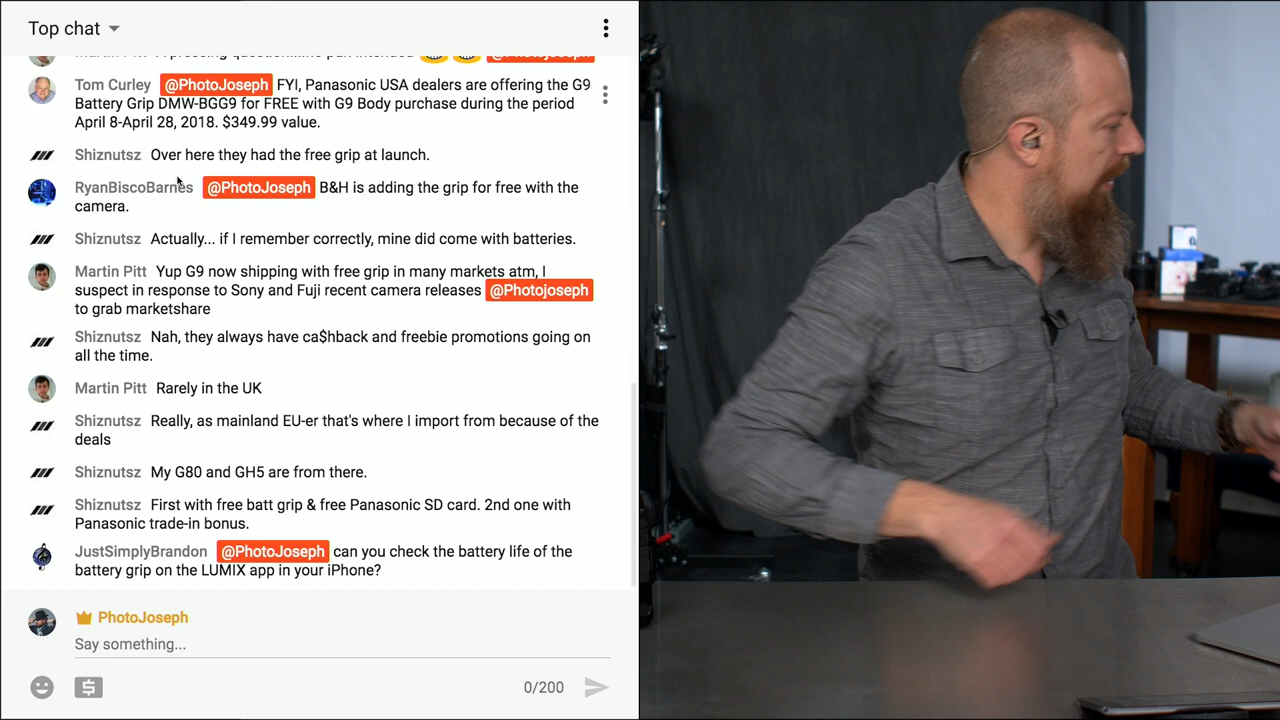 Top chat
@PhotoJoseph
Tom Curley @PhotoJoseph FYI, Panasonic USA dealers are offering the G9
Battery Grip DMW-BGG9 for FREE with G9 Body purchase during the period
April 8-April 28, 2018. $349.99 value.
Shiznutsz Over here they had the free grip at launch.
RyanBiscoBarnes @PhotoJoseph B&H is adding the grip for free with the
camera.
Shiznutsz Actually... if I remember correctly, mine did come with batteries.
Martin Pitt Yup G9 now shipping with free grip in many markets atm, I
suspect in response to Sony and Fuji recent camera releases @Photojoseph
to grab marketshare
Shiznutsz Nah, they always have ca$hback and freebie promotions going on
all the time.
Martin Pitt Rarely in the UK
Shiznutsz Really, as mainland EU-er that's where I import from because of the
deals
Shiznutsz My G80 and GH5 are from there.
Shiznutsz First with free batt grip & free Panasonic SD card. 2nd one with
Panasonic trade-in bonus.
JustSimplyBrandon @PhotoJoseph can you check the battery life of the
battery grip on the LUMIX app in your iPhone?
PhotoJoseph
Say something...
0/200